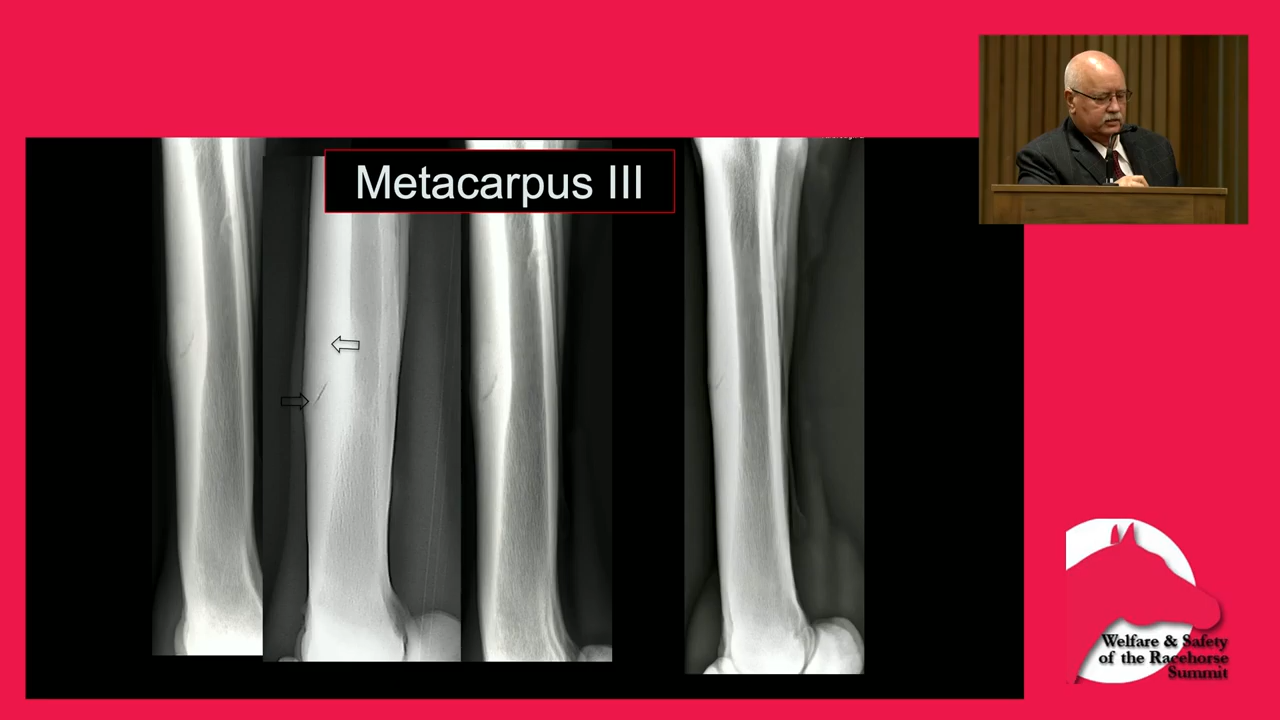 Metacarpus III
Welfare & Safety
of the Racehorse
Summit